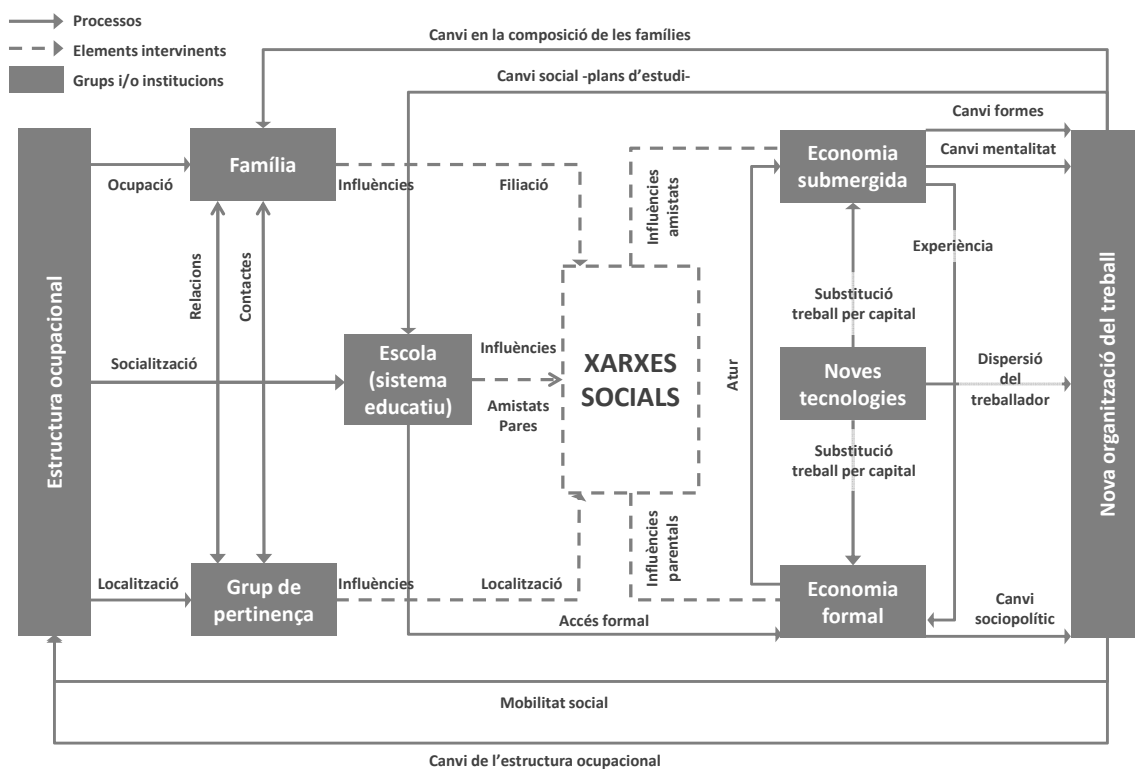 Processos
Elements intervinents
Grups i/o institucions
Canvi en la composició de les famílies
Canvi social -plans d'estudi-
Estructura ocupacional
Ocupació
Família
Influències
Filiació
Influències
amistats
Economia
submergida
Canvi formes
Canvi mentalitat
Experiència
Relacions
Contactes
Socialització
Escola
(sistema
educatiu)
Influències
Amistats
Pares
XARXES
SOCIALS
Atur
Substitució
treball per capital
Noves
tecnologies
Substitució
treball per capital
Dispersió
del
treballador
Nova organització del treball
Localització
Grup de
pertinença
Influències
Localització
Influències
parentals
Accés formal
Economia
formal
Canvi
sociopolític
Mobilitat social
Canvi de l'estructura ocupacional